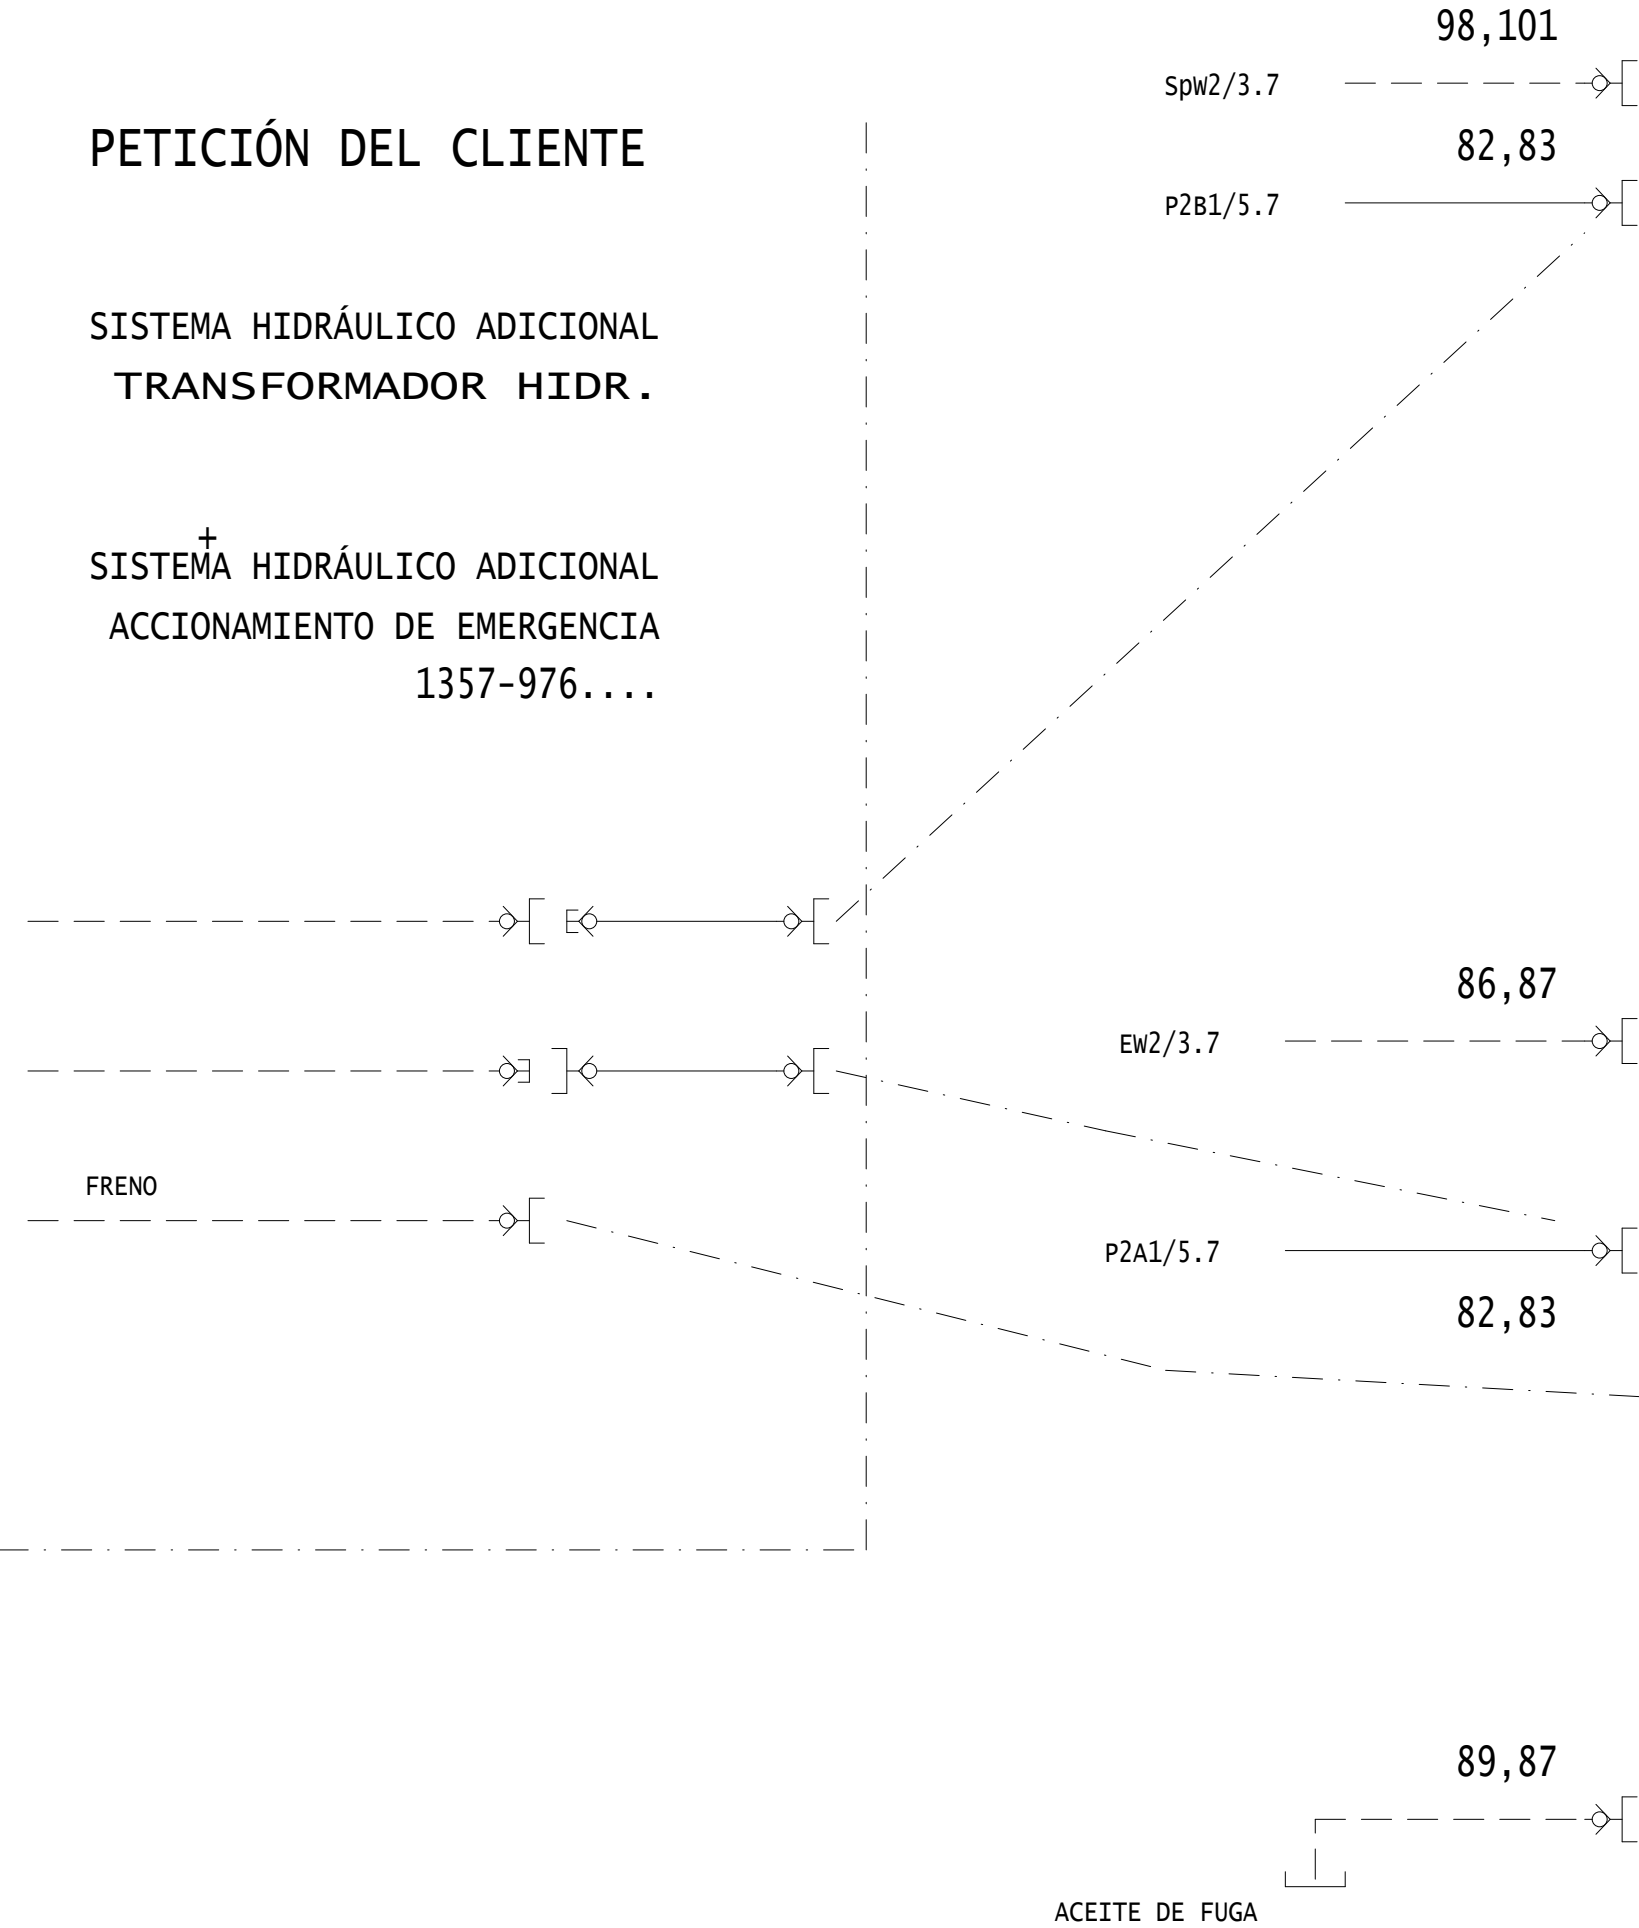 98,101
SpW2/3.7
PETICIÓN DEL CLIENTE
82,83
P2B1/5.7
SISTEMA HIDRÁULICO ADICIONAL
TRANSFORMADOR HIDR.
+
SISTEMA HIDRÁULICO ADICIONAL
ACCIONAMIENTO DE EMERGENCIA
1357-976....
86,87
EW2/3.7
FRENO
P2A1/5.7
82,83
89,87
ACEITE DE FUGA